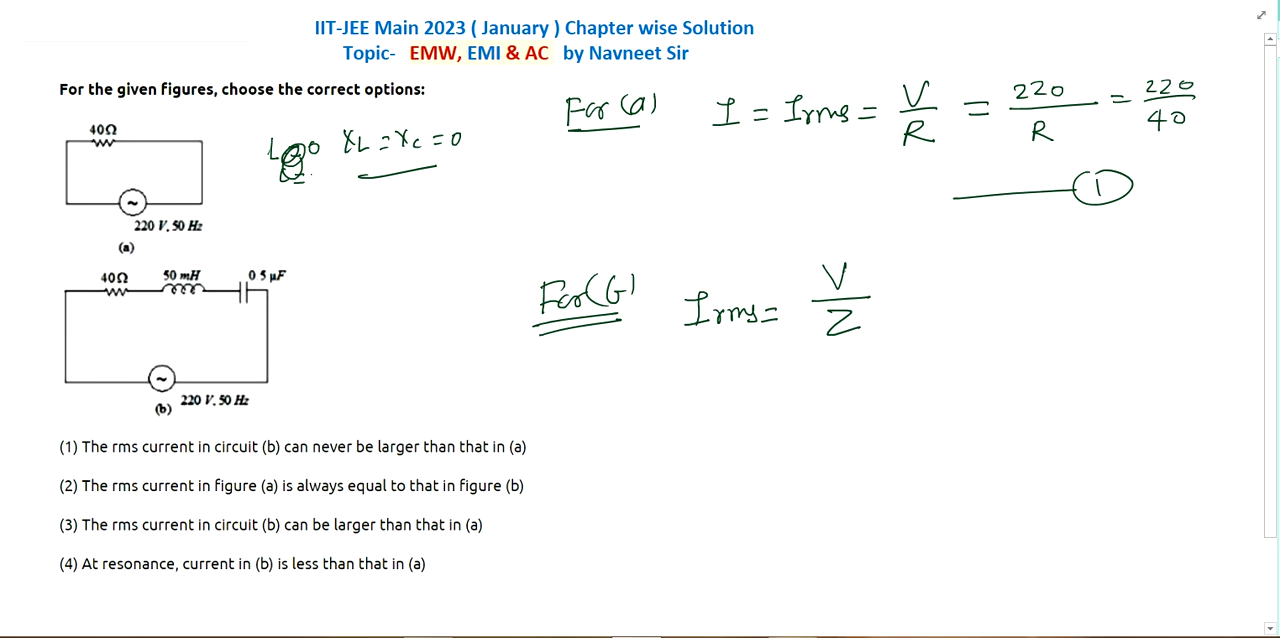 IIT-JEE Main 2023 ( January ) Chapter wise Solution
Topic- EMW, EMI & AC by Navneet Sir
For the given figures, choose the correct options:
40Ω
220 V, 50 Hz
(a)
X_L = X_C = 0
For (a) I = Irms = V/R = 220/R = 220/40
1
40Ω 50 mH 0 5 μF
220 V, 50 Hz
(b)
For (b) Irms = V/Z
(1) The rms current in circuit (b) can never be larger than that in (a)
(2) The rms current in figure (a) is always equal to that in figure (b)
(3) The rms current in circuit (b) can be larger than that in (a)
(4) At resonance, current in (b) is less than that in (a)